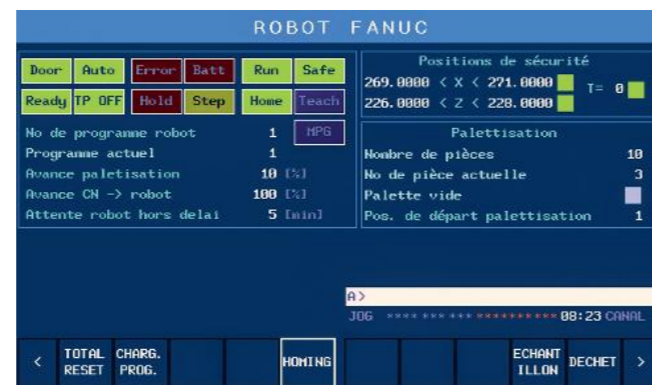 ROBOT FANUC
Door Auto Error Batt Run Safe
Ready TP OFF Hold Step Home Teach
No de programme robot 1 MPG
Programme actuel 1
Avance paletisation 10 [%]
Avance CN -> robot 100 [%]
Attente robot hors delai 5 [min]
Positions de sécurité
269.0000 < X < 271.0000 T= 0
226.0000 < Z < 228.0000
Palettisation
Nombre de pièces 10
No de pièce actuelle 3
Palette vide
Pos. de départ palettisation 1
A>
JOG **** *** *** ********** 08:23 CANAL
< TOTAL RESET CHARG. PROG. HOMING ECHANT ILLON DECHET >